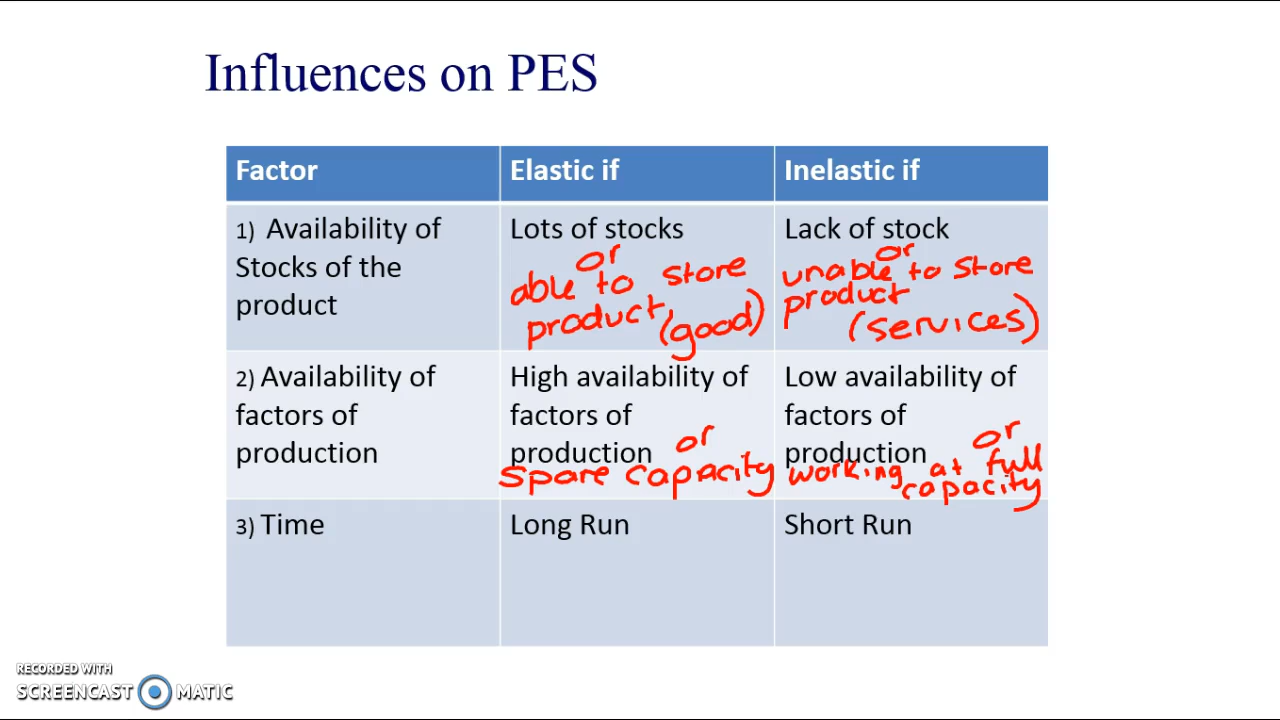 Influences on PES
Factor
Elastic if
Inelastic if
1) Availability of
Stocks of the
product
Lots of stocks
or
able to store
product
(good)
Lack of stock
or
unable to store
product
(services)
2) Availability of
factors of
production
High availability of
factors of
production or
spare capacity
Low availability of
factors of
production or
working at full
capacity
3) Time
Long Run
Short Run
RECORDED WITH
SCREENCAST MATIC